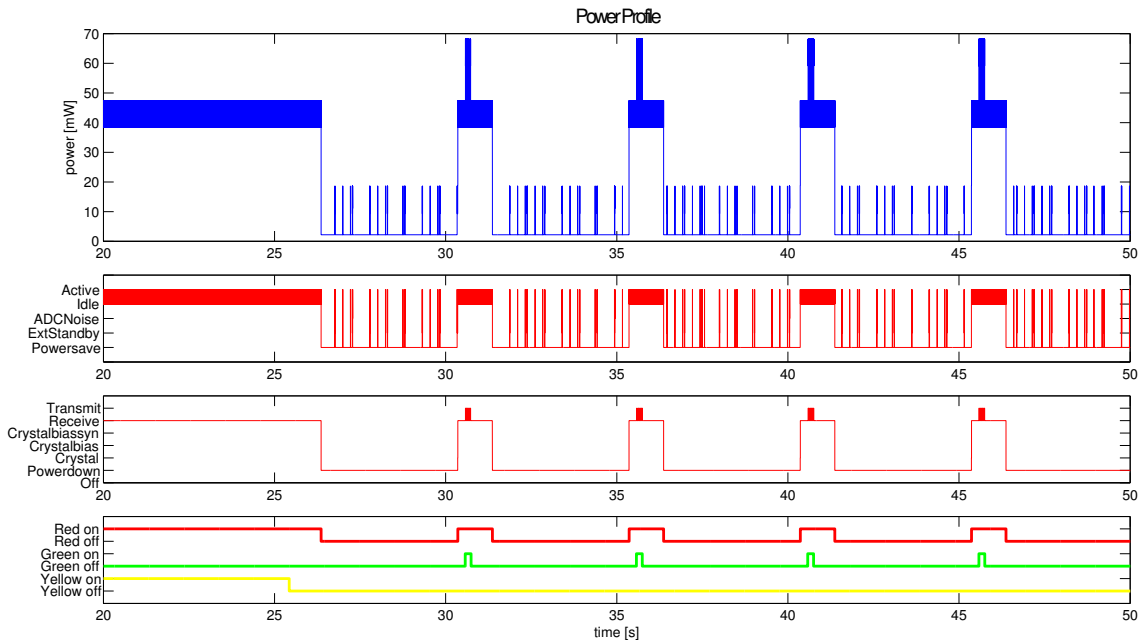 Power Profile
70
60
50
40
30
20
10
0
power [mW]
20 25 30 35 40 45 50
Active
Idle
ADCNoise
ExtStandby
Powersave
20 25 30 35 40 45 50
Transmit
Receive
Crystalbiassyn
Crystalbias
Crystal
Powerdown
Off
20 25 30 35 40 45 50
Red on
Red off
Green on
Green off
Yellow on
Yellow off
20 25 30 35 40 45 50
time [s]